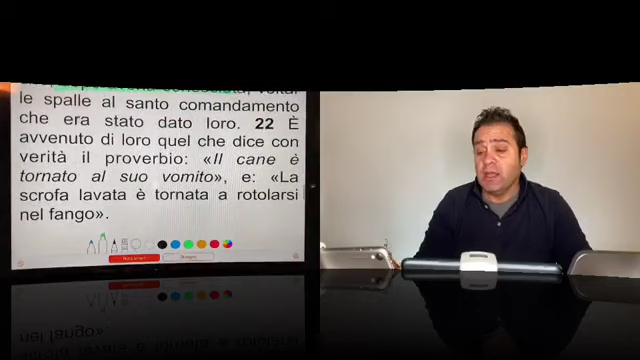 le spalle al santo comandamento
che era stato dato loro. 22 È
avvenuto di loro quel che dice con
verità il proverbio: «Il cane è
tornato al suo vomito», e: «La
scrofa lavata è tornata a rotolarsi
nel fango».